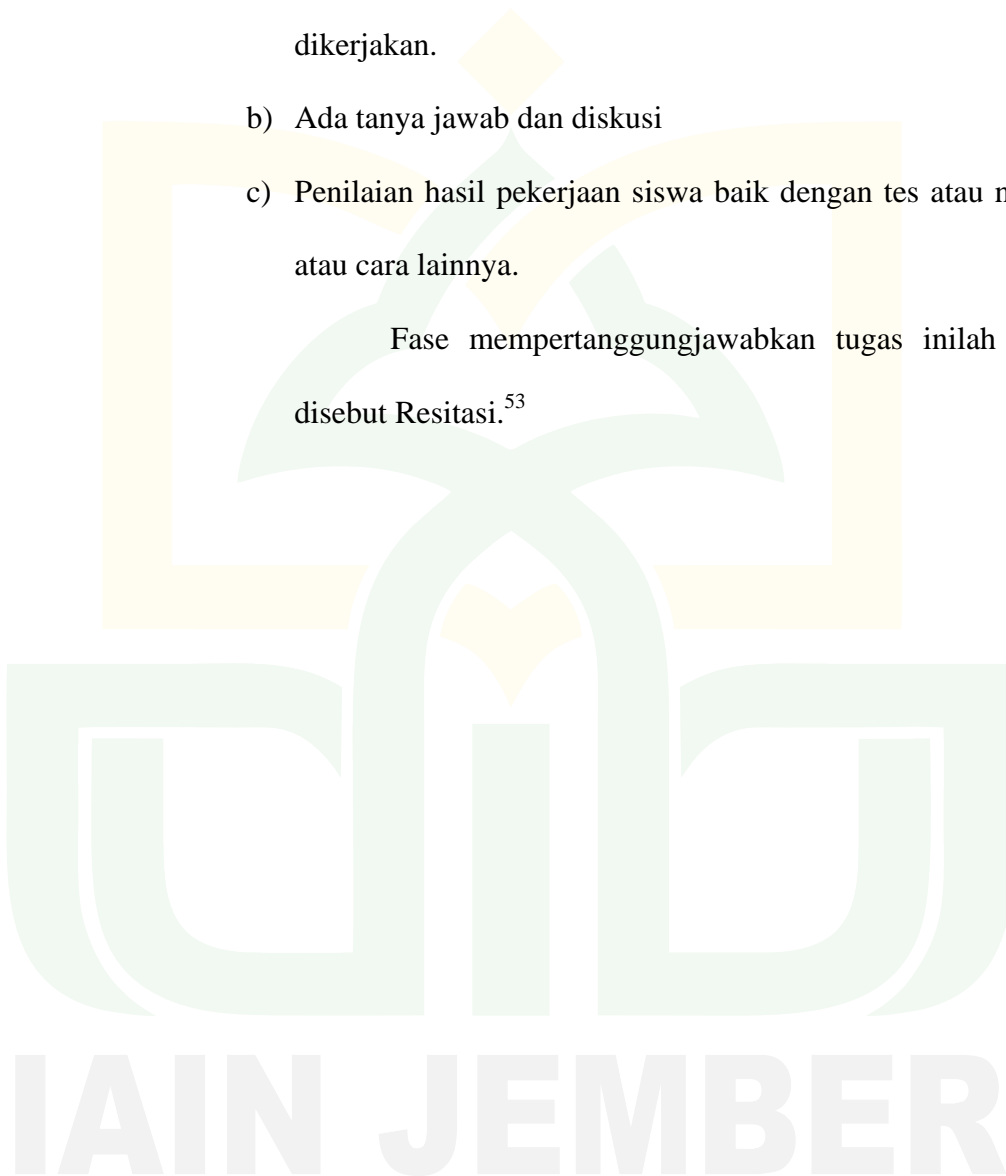 dikerjakan.
b) Ada tanya jawab dan diskusi
c) Penilaian hasil pekerjaan siswa baik dengan tes atau
atau cara lainnya.
Fase mempertanggungjawabkan tugas inilah
disebut Resitasi.53
IAIN JEMBER